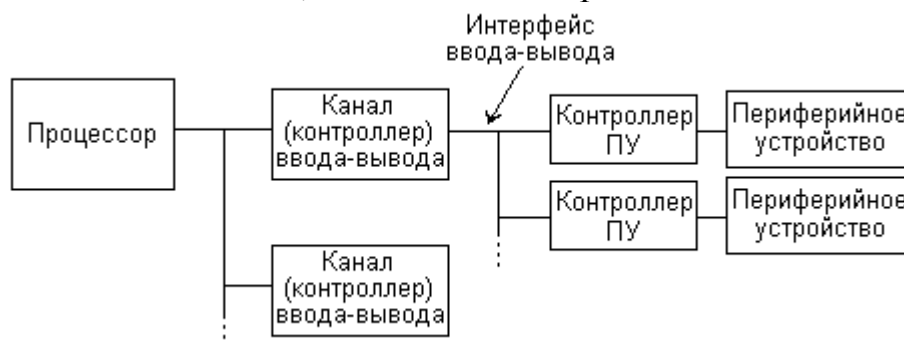 Интерфейс
ввода-вывода
Процессор
Канал
(контроллер)
ввода-вывода
Контроллер
ПУ
Периферийное
устройство
Контроллер
ПУ
Периферийное
устройство
Канал
(контроллер)
ввода-вывода